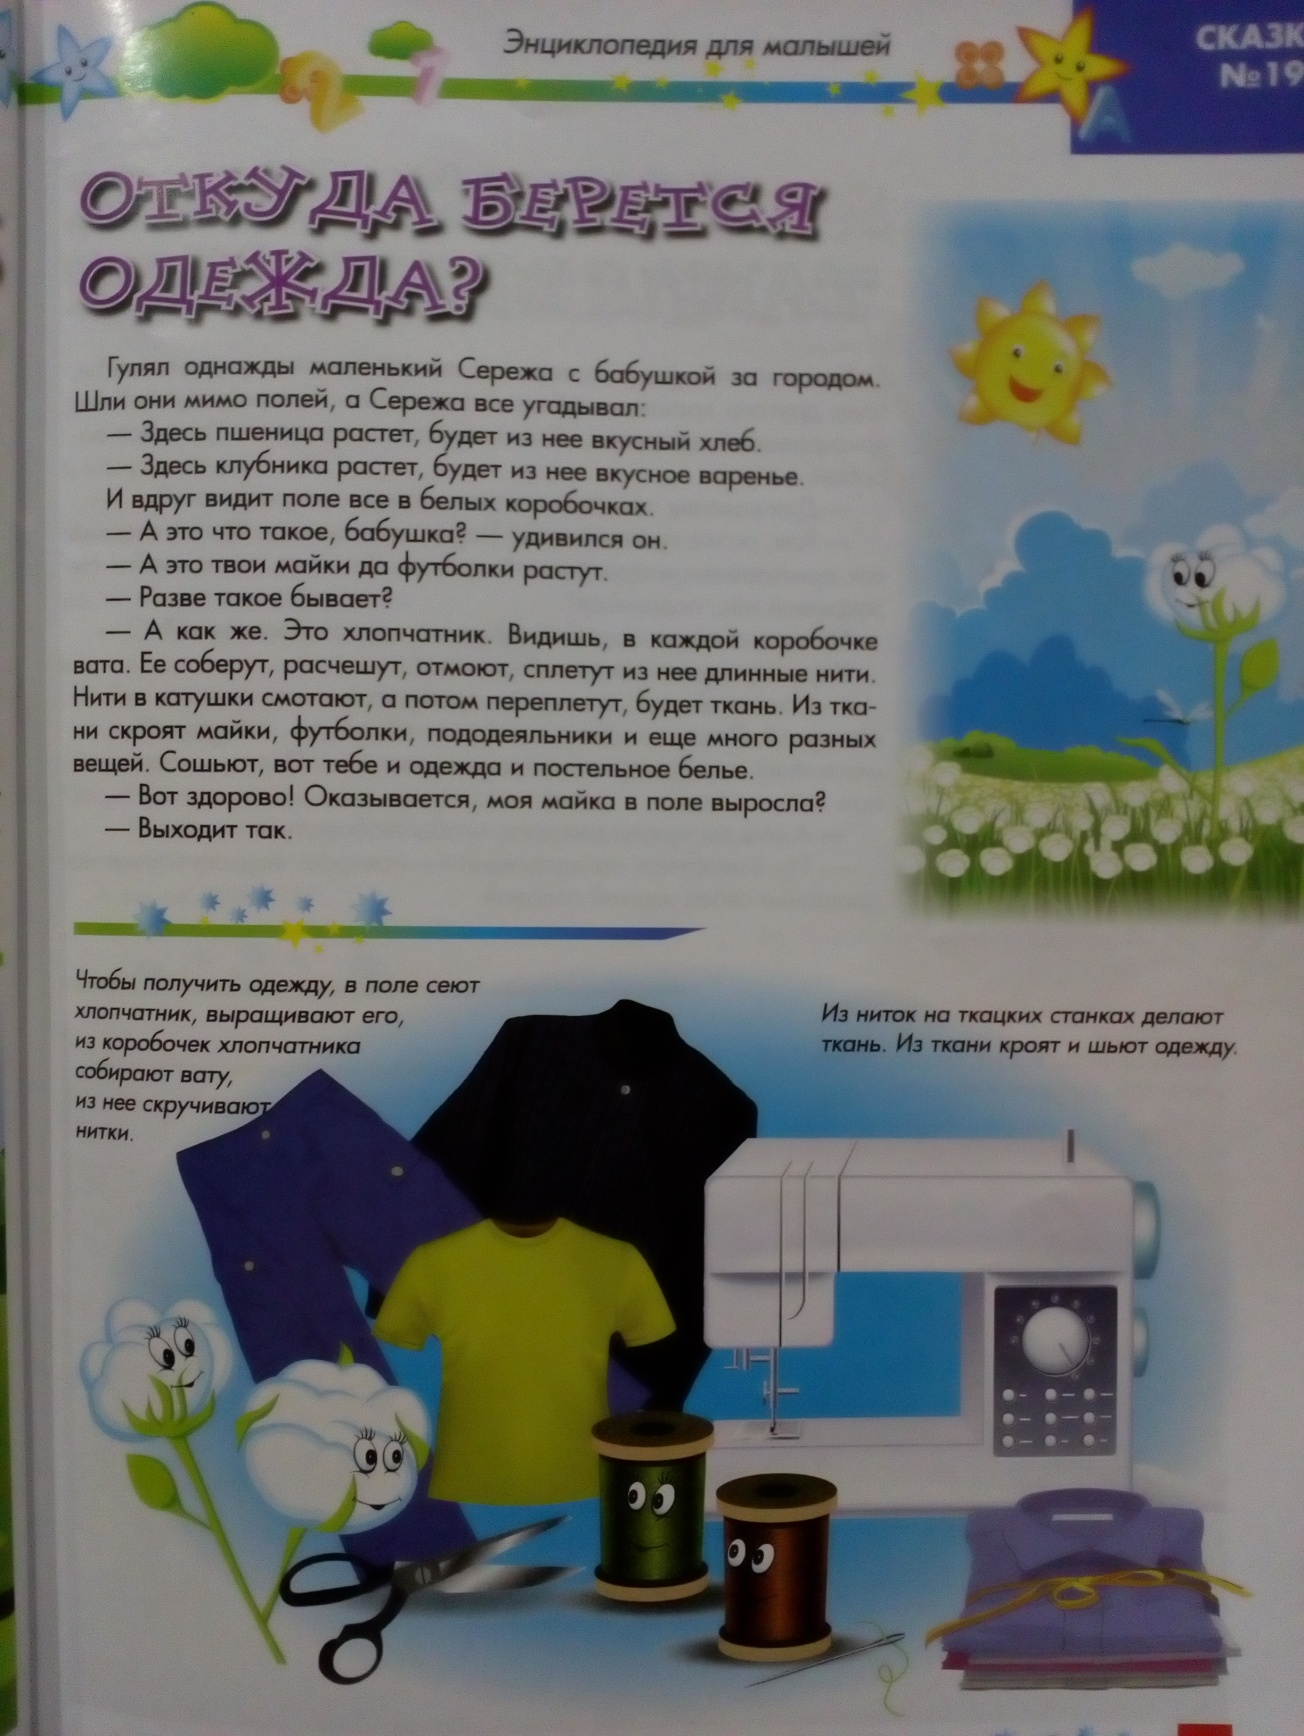 Энциклопедия для малышей
СКАЗК
№19
ОТКУДА БЕРЕТСЯ
ОДЕЖДА?
Гулял однажды маленький Сережа с бабушкой за городом.
Шли они мимо полей, а Сережа все угадывал:
— Здесь пшеница растет, будет из нее вкусный хлеб.
— Здесь клубника растет, будет из нее вкусное варенье.
И вдруг видит поле все в белых коробочках.
— А это что такое, бабушка? — удивился он.
— А это твои майки да футболки растут.
— Разве такое бывает?
— А как же. Это хлопчатник. Видишь, в каждой коробочке
вата. Ее соберут, расчешут, отмоют, сплетут из нее длинные нити.
Нити в катушки смотают, а потом переплетут, будет ткань. Из тка-
ни скроят майки, футболки, пододеяльники и еще много разных
вещей. Сошьют, вот тебе и одежда и постельное белье.
— Вот здорово! Оказывается, моя майка в поле выросла?
— Выходит так.
Чтобы получить одежду, в поле сеют
хлопчатник, выращивают его,
из коробочек хлопчатника
собирают вату,
из нее скручивают
нитки.
Из ниток на ткацких станках делают
ткань. Из ткани кроят и шьют одежду.